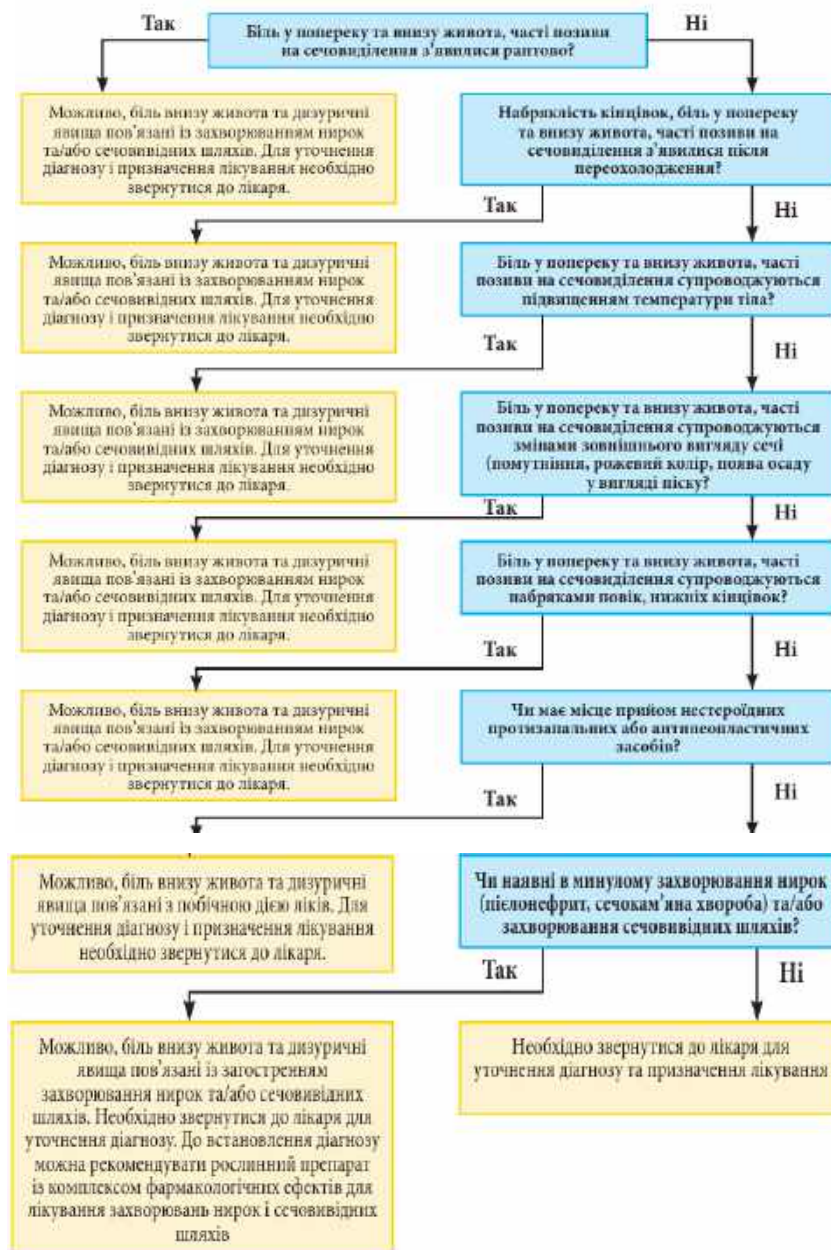 Так
Біль у попереку та внизу живота, часті позиви
на сечовиділення з'явилися раптово?
Ні
Можливо, біль внизу живота та дизуричні
явища пов'язані із захворюванням нирок
та/або сечовивідних шляхів. Для уточнення
діагнозу і призначення лікування необхідно
звернутися до лікаря.
Набряклість кінцівок, біль у попереку
та внизу живота, часті позиви на
сечовиділення з'явилися після
переохолодження?
Так
Ні
Можливо, біль внизу живота та дизуричні
явища пов'язані із захворюванням нирок
та/або сечовивідних шляхів. Для уточнення
діагнозу і призначення лікування необхідно
звернутися до лікаря.
Біль у попереку та внизу живота, часті
позиви на сечовиділення супроводжуються
підвищенням температури тіла?
Так
Ні
Можливо, біль внизу живота та дизуричні
явища пов'язані із захворюванням нирок
та/або сечовивідних шляхів. Для уточнення
діагнозу і призначення лікування необхідно
звернутися до лікаря.
Біль у попереку та внизу живота, часті
позиви на сечовиділення супроводжуються
змінами зовнішнього вигляду сечі
(помутніння, рожевий колір, поява осаду
у вигляді піску?
Так
Ні
Можливо, біль внизу живота та дизуричні
явища пов'язані із захворюванням нирок
та/або сечовивідних шляхів. Для уточнення
діагнозу і призначення лікування необхідно
звернутися до лікаря.
Біль у попереку та внизу живота, часті
позиви на сечовиділення супроводжуються
набряками повік, нижніх кінцівок?
Так
Ні
Можливо, біль внизу живота та дизуричні
явища пов'язані із захворюванням нирок
та/або сечовивідних шляхів. Для уточнення
діагнозу і призначення лікування необхідно
звернутися до лікаря.
Чи має місце прийом нестероїдних
протизапальних або антинеопластичних
засобів?
Так
Ні
Можливо, біль внизу живота та дизуричні
явища пов'язані з побічною дією ліків. Для
уточнення діагнозу і призначення лікування
необхідно звернутися до лікаря.
Чи наявні в минулому захворювання нирок
(пієлонефрит, сечокам'яна хвороба) та/або
захворювання сечовивідних шляхів?
Так
Ні
Можливо, біль внизу живота та дизуричні
явища пов'язані із загостренням
захворювання нирок та/або сечовивідних
шляхів. Необхідно звернутися до лікаря для
уточнення діагнозу. До встановлення діагнозу
можна рекомендувати рослинний препарат
із комплексом фармакологічних ефектів для
лікування захворювань нирок і сечовивідних
шляхів
Необхідно звернутися до лікаря для
уточнення діагнозу та призначення лікування